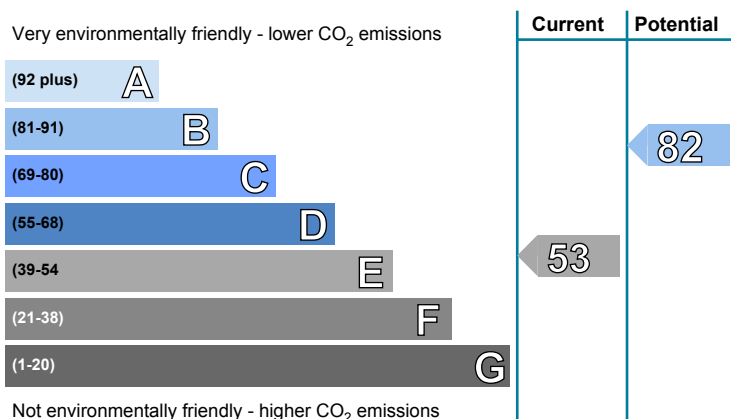 Very environmentally friendly - lower CO₂ emissions
Current Potential
(92 plus) A
(81-91) B
82
(69-80) C
(55-68) D
(39-54 E
53
(21-38) F
(1-20) G
Not environmentally friendly - higher CO₂ emissions